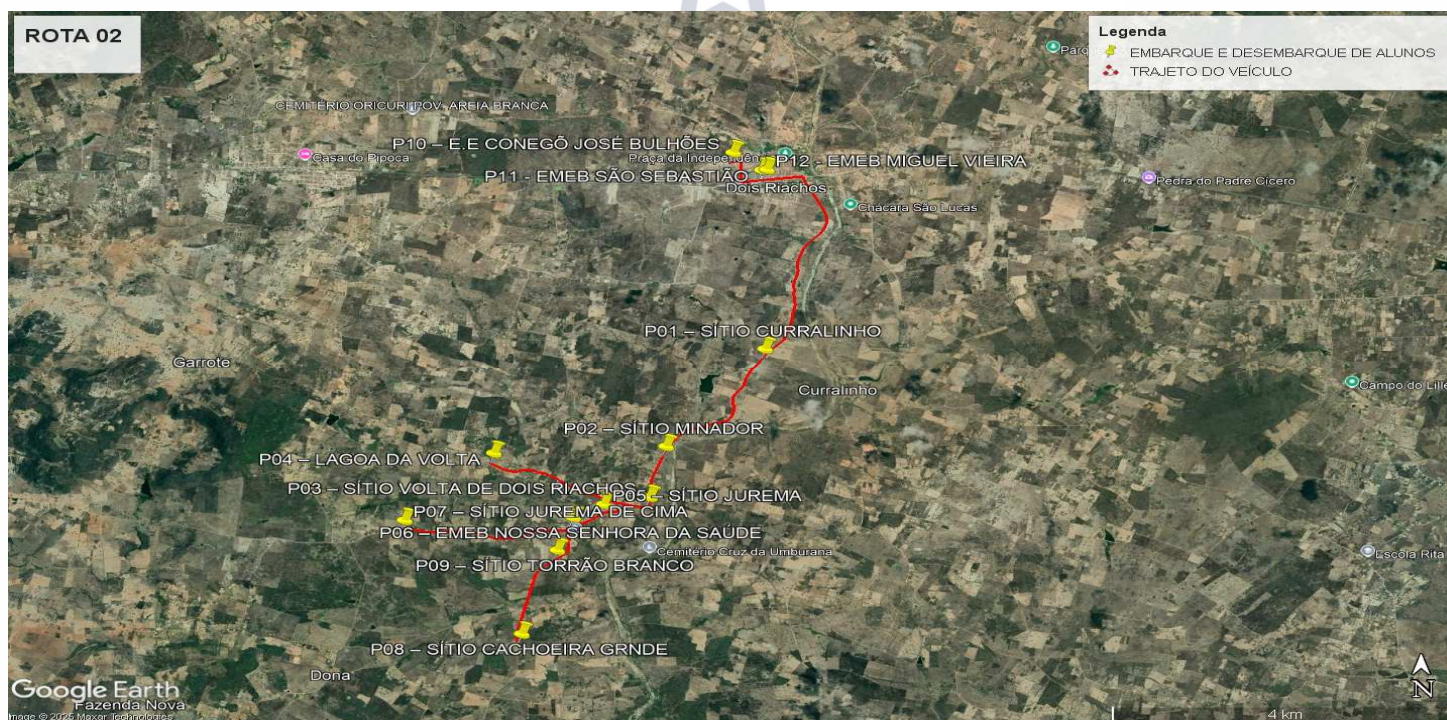 ROTA 02
Legenda
EMBARQUE E DESEMBARQUE DE ALUNOS
TRAJETO DO VEÍCULO
CEMITÉRIO ORICURI POV. AREIA BRANCA
P10 – E.E CONEGÕ JOSÉ BULHÕES
Casa do Pipoca
Praça da Independên
P12 - EMEB MIGUEL VIEIRA
P11 - EMEB SÃO SEBASTIÃO
Dois Riachos
Pedra do Padre Cícero
Chácara São Lucas
P01 – SÍTIO CURRALINHO
Garrote
Curralinho
Campo do Lille
P02 – SÍTIO MINADOR
P04 – LAGOA DA VOLTA
P03 – SÍTIO VOLTA DE DOIS RIACHOS
P05 – SÍTIO JUREMA
P07 – SÍTIO JUREMA DE CIMA
P06 – EMEB NOSSA SENHORA DA SAÚDE
Cemitério Cruz da Umburana
Escola Rita
P09 – SÍTIO TORRÃO BRANCO
P08 – SÍTIO CACHOEIRA GRNDE
Dona
Google Earth
Fazenda Nova
Image © 2025 Maxar Technologies
N
4 km